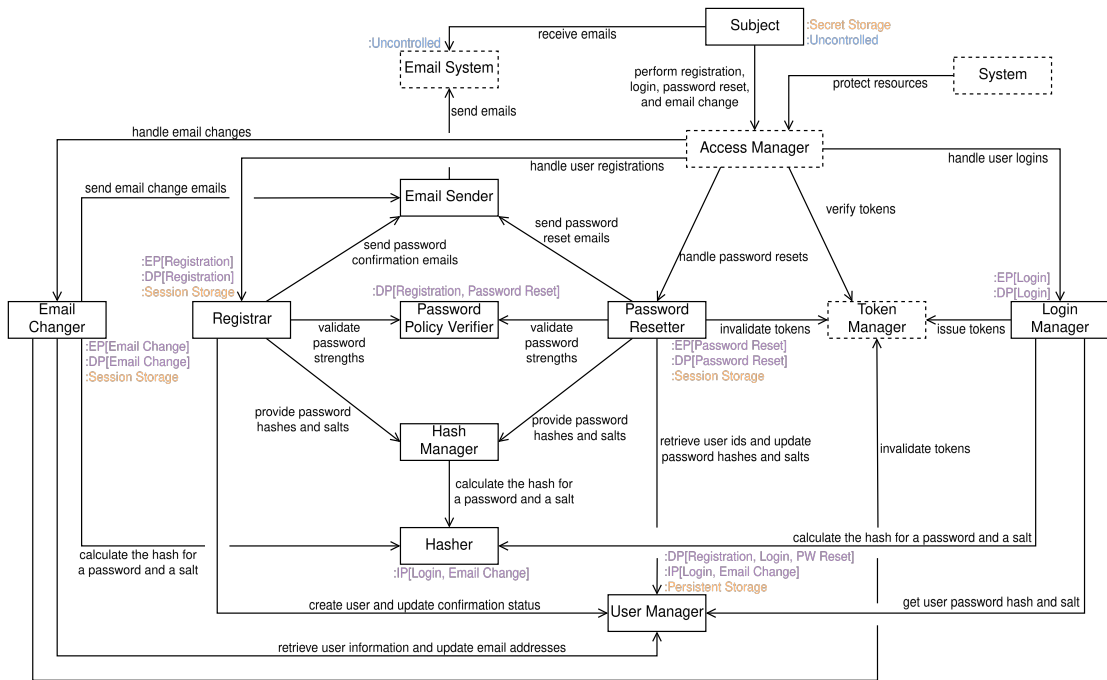 Subject
:Secret Storage
:Uncontrolled
receive emails
:Uncontrolled
Email System
perform registration,
login, password reset,
and email change
System
protect resources
send emails
handle email changes
Access Manager
handle user registrations
handle user logins
send email change emails
Email Sender
send password
reset emails
verify tokens
send password
confirmation emails
handle password resets
:EP[Registration]
:DP[Registration]
:Session Storage
:DP[Registration, Password Reset]
:EP[Login]
:DP[Login]
Email
Changer
Registrar
Password
Policy Verifier
Password
Resetter
Token
Manager
Login
Manager
validate
password
strengths
validate
password
strengths
invalidate tokens
issue tokens
:EP[Email Change]
:DP[Email Change]
:Session Storage
:EP[Password Reset]
:DP[Password Reset]
:Session Storage
provide password
hashes and salts
Hash
Manager
provide password
hashes and salts
retrieve user ids and update
password hashes and salts
invalidate tokens
calculate the hash for
a password and a salt
Hasher
calculate the hash for a password and a salt
calculate the hash for
a password and a salt
:IP[Login, Email Change]
:DP[Registration, Login, PW Reset]
:IP[Login, Email Change]
:Persistent Storage
create user and update confirmation status
User Manager
get user password hash and salt
retrieve user information and update email addresses